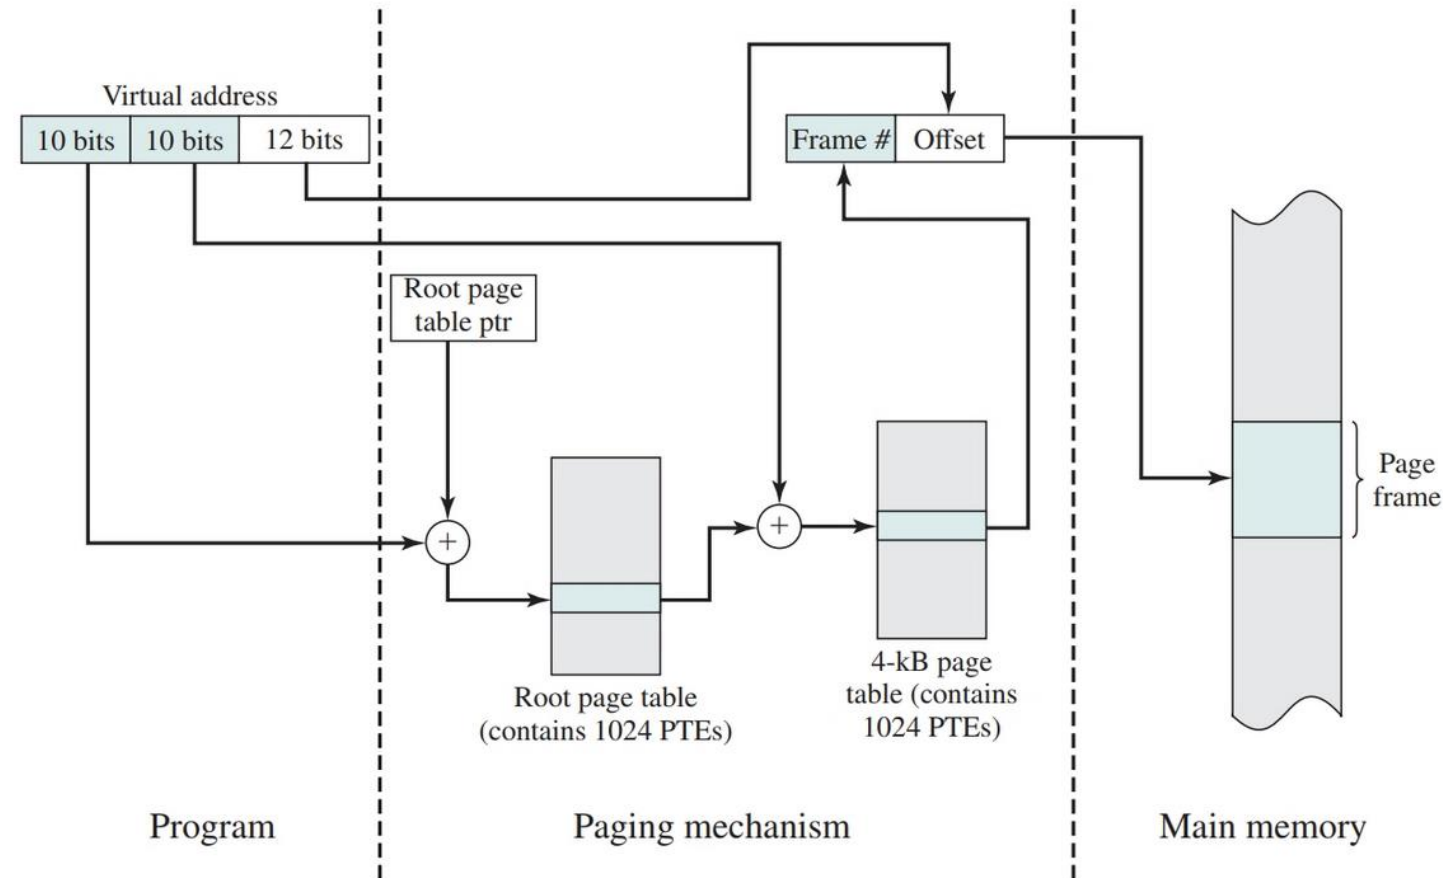 Virtual address
10 bits 10 bits 12 bits
Frame # Offset
Root page
table ptr
Page
frame
+
+
4-kB page
table (contains
1024 PTEs)
Root page table
(contains 1024 PTEs)
Program
Paging mechanism
Main memory